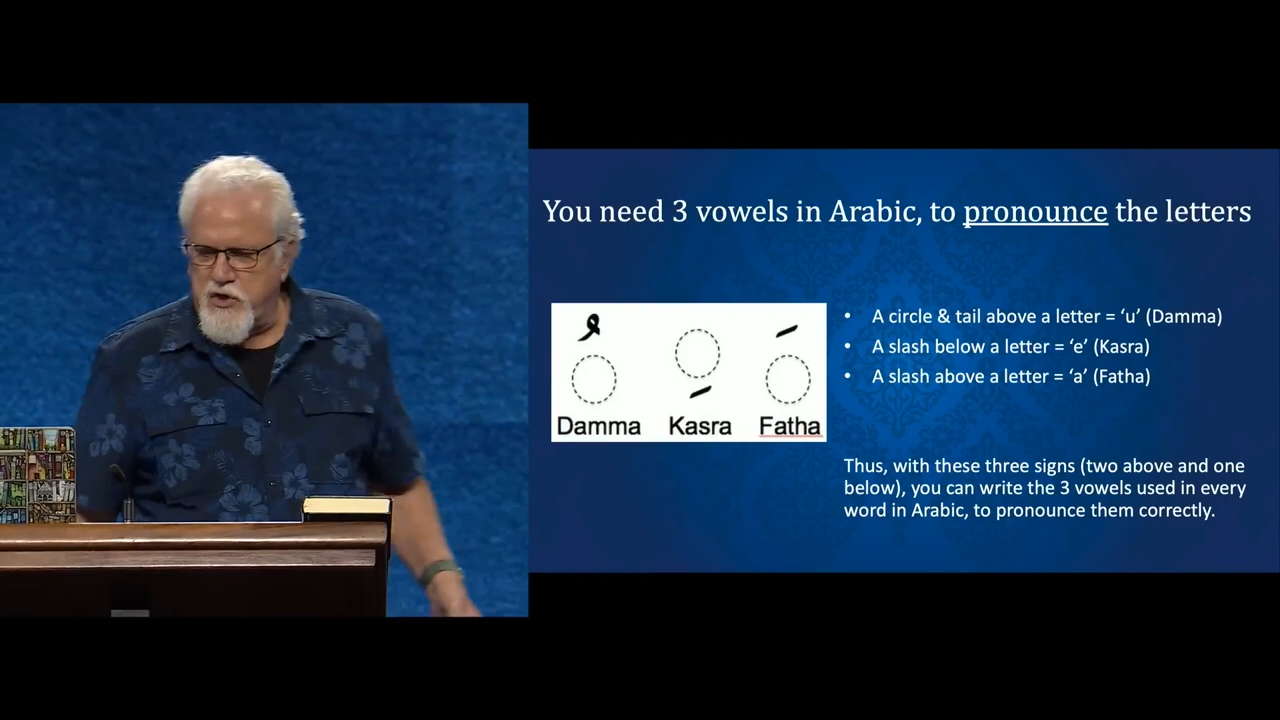 You need 3 vowels in Arabic, to pronounce the letters
Damma Kasra Fatha
• A circle & tail above a letter = ‘u’ (Damma)
• A slash below a letter = ‘e’ (Kasra)
• A slash above a letter = ‘a’ (Fatha)
Thus, with these three signs (two above and one
below), you can write the 3 vowels used in every
word in Arabic, to pronounce them correctly.